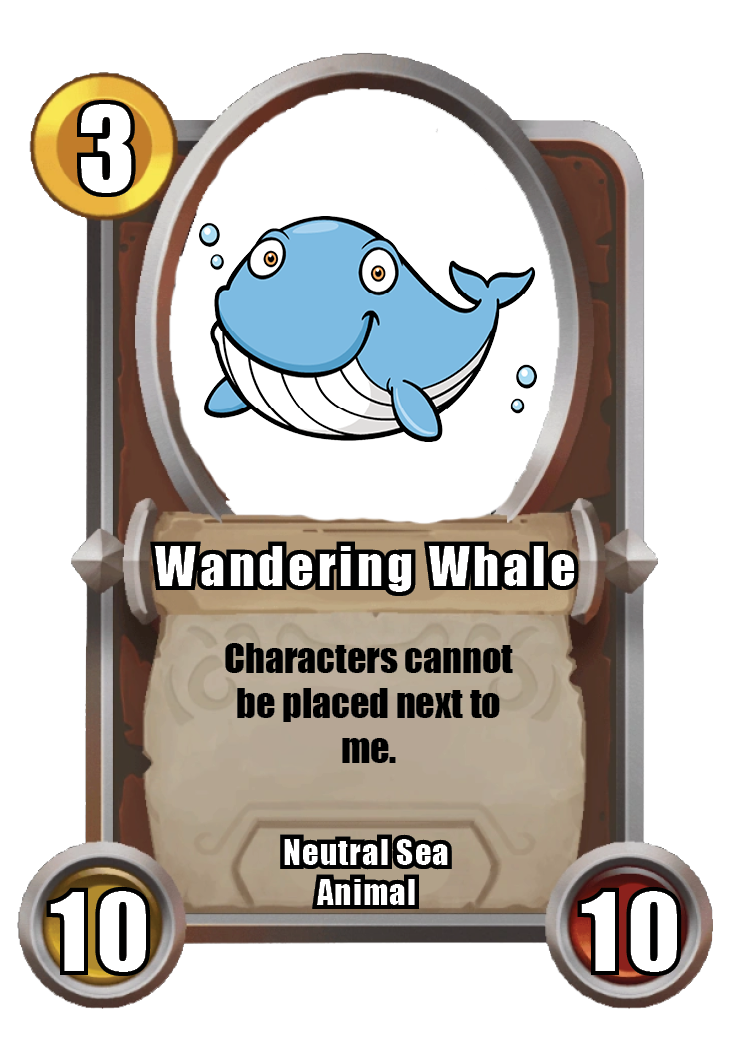 3
Wandering Whale
Characters cannot
be placed next to
me.
Neutral Sea
Animal
10
10